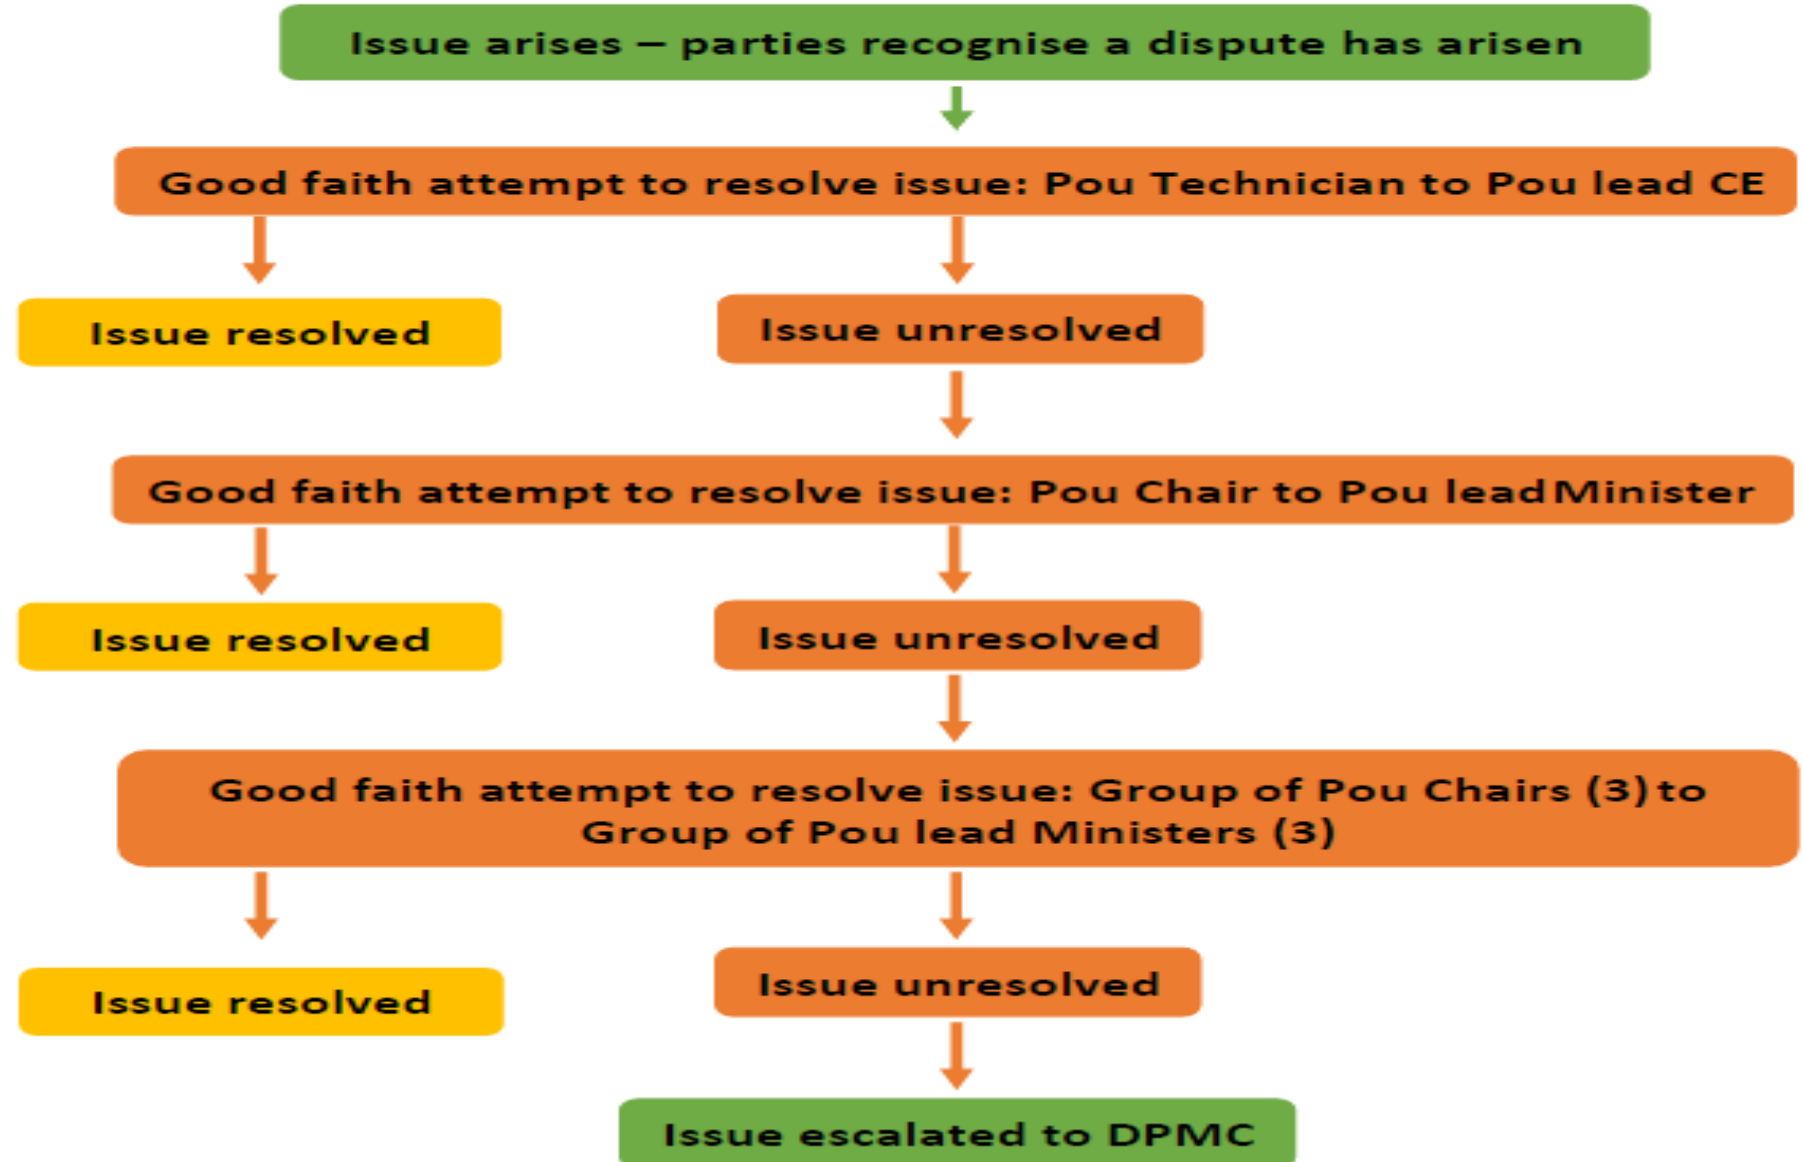 Issue arises – parties recognise a dispute has arisen
Good faith attempt to resolve issue: Pou Technician to Pou lead CE
Issue resolved
Issue unresolved
Good faith attempt to resolve issue: Pou Chair to Pou lead Minister
Issue resolved
Issue unresolved
Good faith attempt to resolve issue: Group of Pou Chairs (3) to
Group of Pou lead Ministers (3)
Issue resolved
Issue unresolved
Issue escalated to DPMC